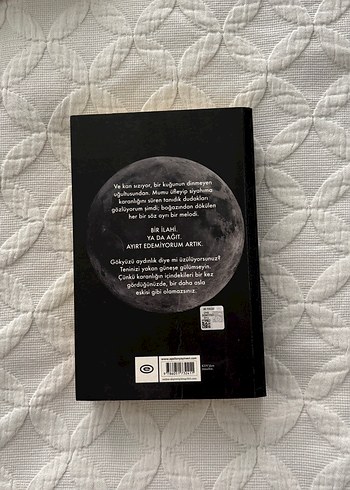 Ve kan sızıyor, bir kuğunun dinmeyen
uğultusundan. Mumu üfleyip siyahıma
karanlığını süren tanıdık dudakları
gözlüyorum şimdi; boğazından dökülen
her bir söz ayrı bir melodi.
BİR İLAHİ.
YA DA AĞIT.
AYIRT EDEMİYORUM ARTIK.
Gökyüzü aydınlık diye mi üzülüyorsunuz?
Teninizi yakan güneşe gülümseyin.
Çünkü karanlığın içindekileri bir kez
gördüğünüzde, bir daha asla
eskisi gibi olamazsınız.